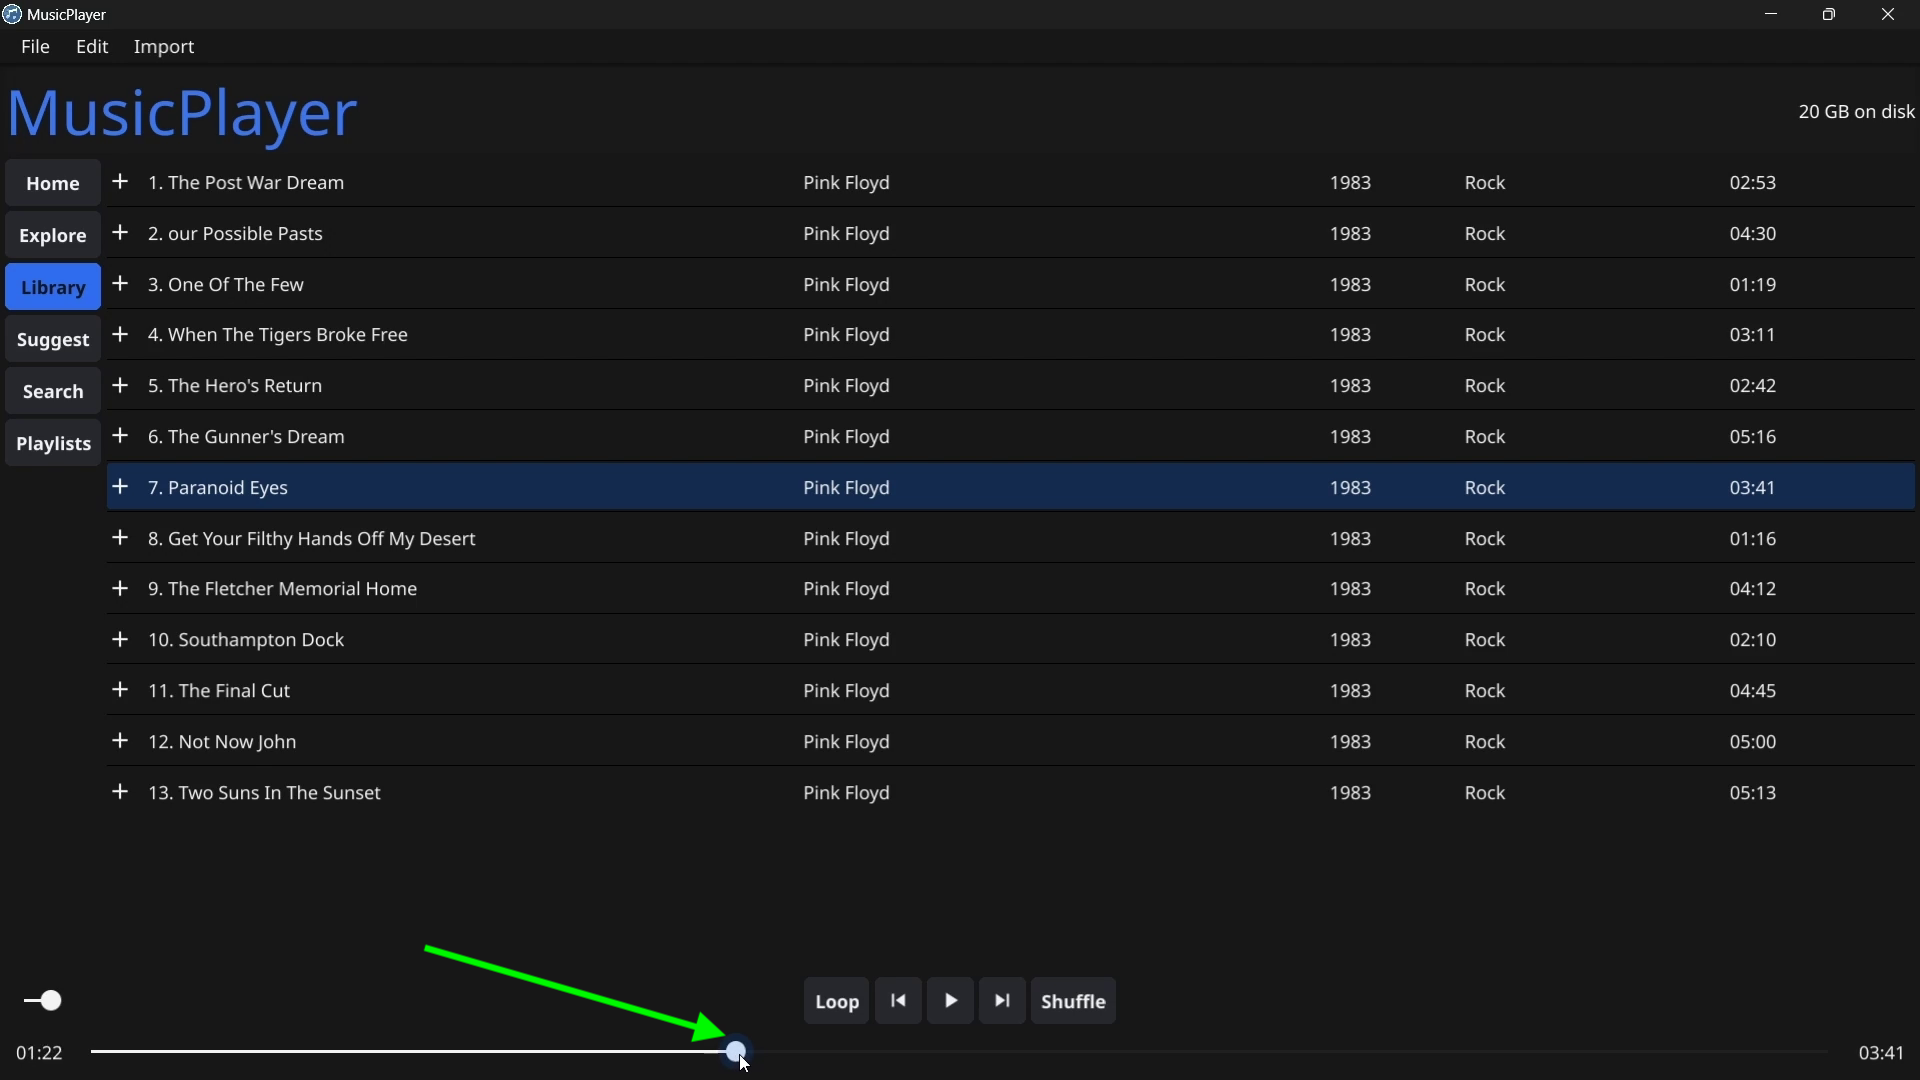 MusicPlayer
File Edit Import
MusicPlayer
20 GB on disk
Home
Explore
Library
Suggest
Search
Playlists
+ 1. The Post War Dream Pink Floyd 1983 Rock 02:53
+ 2. our Possible Pasts Pink Floyd 1983 Rock 04:30
+ 3. One Of The Few Pink Floyd 1983 Rock 01:19
+ 4. When The Tigers Broke Free Pink Floyd 1983 Rock 03:11
+ 5. The Hero's Return Pink Floyd 1983 Rock 02:42
+ 6. The Gunner's Dream Pink Floyd 1983 Rock 05:16
+ 7. Paranoid Eyes Pink Floyd 1983 Rock 03:41
+ 8. Get Your Filthy Hands Off My Desert Pink Floyd 1983 Rock 01:16
+ 9. The Fletcher Memorial Home Pink Floyd 1983 Rock 04:12
+ 10. Southampton Dock Pink Floyd 1983 Rock 02:10
+ 11. The Final Cut Pink Floyd 1983 Rock 04:45
+ 12. Not Now John Pink Floyd 1983 Rock 05:00
+ 13. Two Suns In The Sunset Pink Floyd 1983 Rock 05:13
Loop Shuffle
01:22 03:41